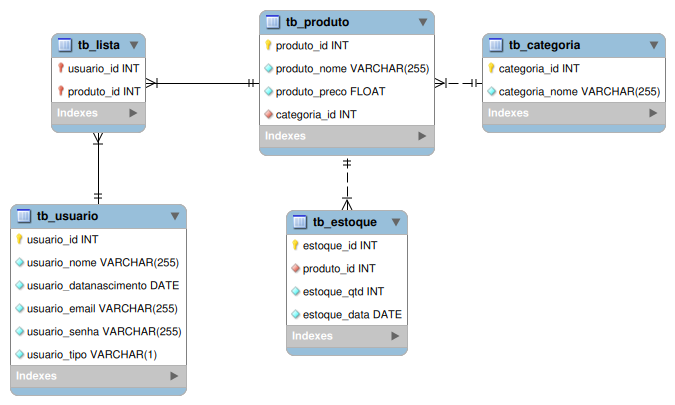 tb_lista
usuario_id INT
produto_id INT
Indexes
tb_produto
produto_id INT
produto_nome VARCHAR(255)
produto_preco FLOAT
categoria_id INT
Indexes
tb_categoria
categoria_id INT
categoria_nome VARCHAR(255)
Indexes
tb_usuario
usuario_id INT
usuario_nome VARCHAR(255)
usuario_datanascimento DATE
usuario_email VARCHAR(255)
usuario_senha VARCHAR(255)
usuario_tipo VARCHAR(1)
Indexes
tb_estoque
estoque_id INT
produto_id INT
estoque_qtd INT
estoque_data DATE
Indexes